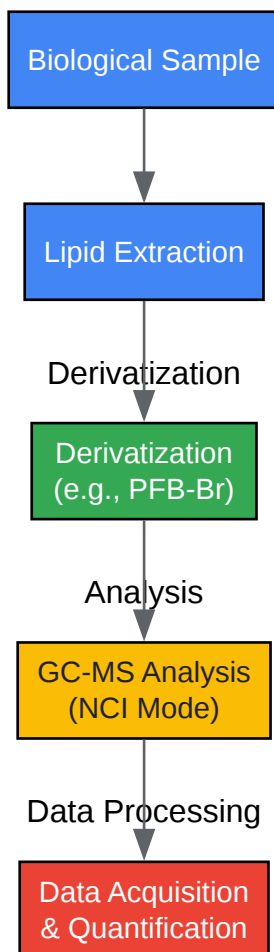 Biological Sample
Lipid Extraction
Derivatization
Derivatization
(e.g., PFB-Br)
Analysis
GC-MS Analysis
(NCI Mode)
Data Processing
Data Acquisition
& Quantification